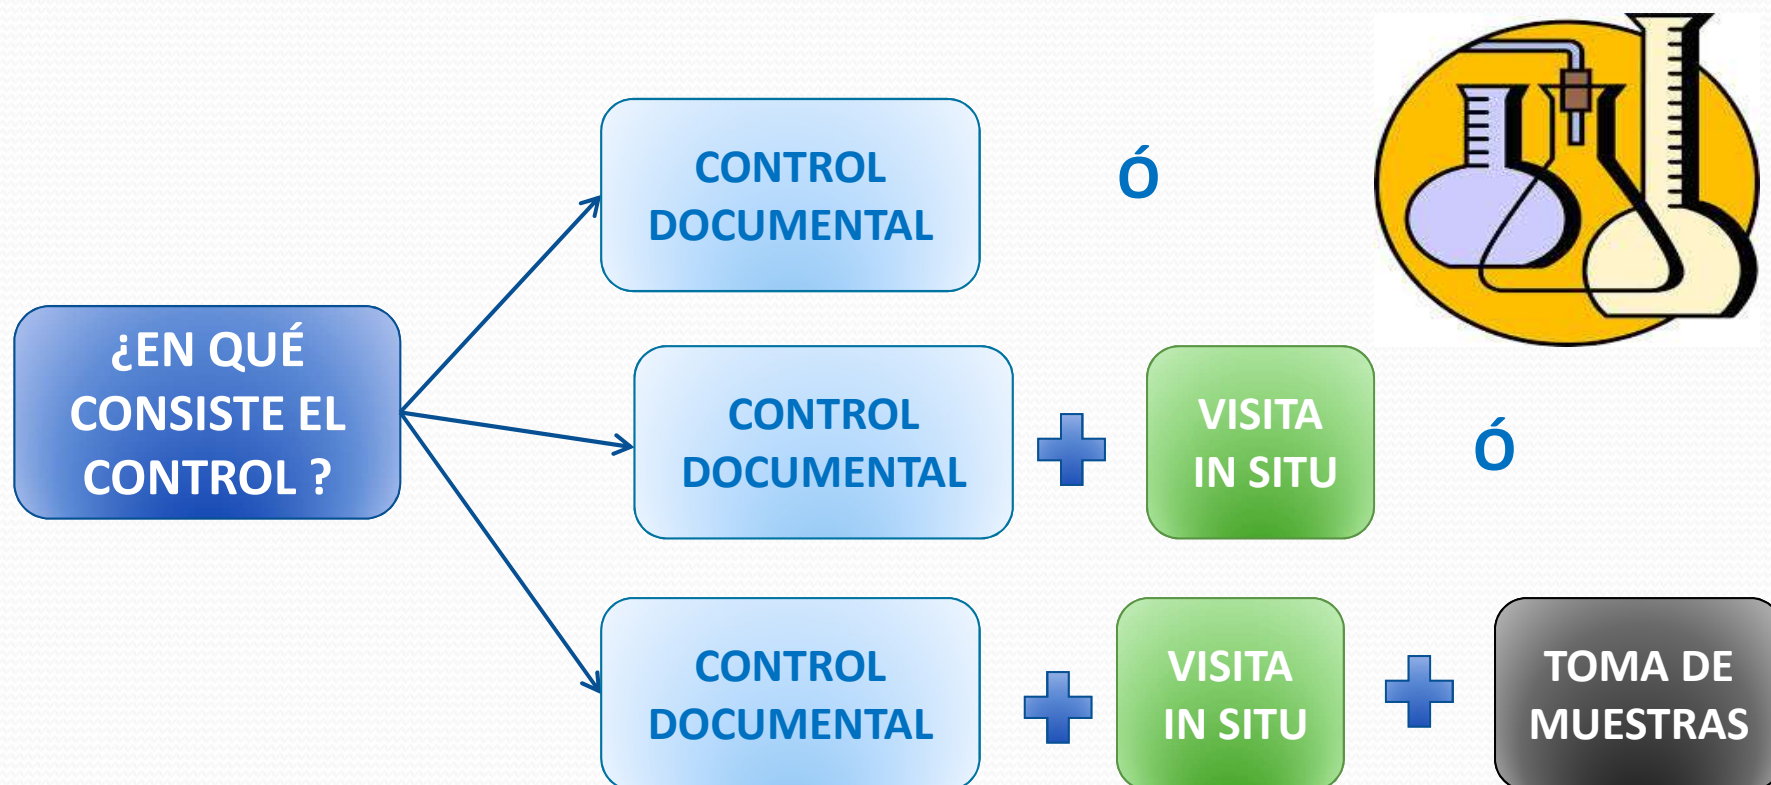 ¿EN QUÉ
CONSISTE EL
CONTROL ?
CONTROL
DOCUMENTAL
Ó
CONTROL
DOCUMENTAL
VISITA
IN SITU
Ó
CONTROL
DOCUMENTAL
VISITA
IN SITU
TOMA DE
MUESTRAS